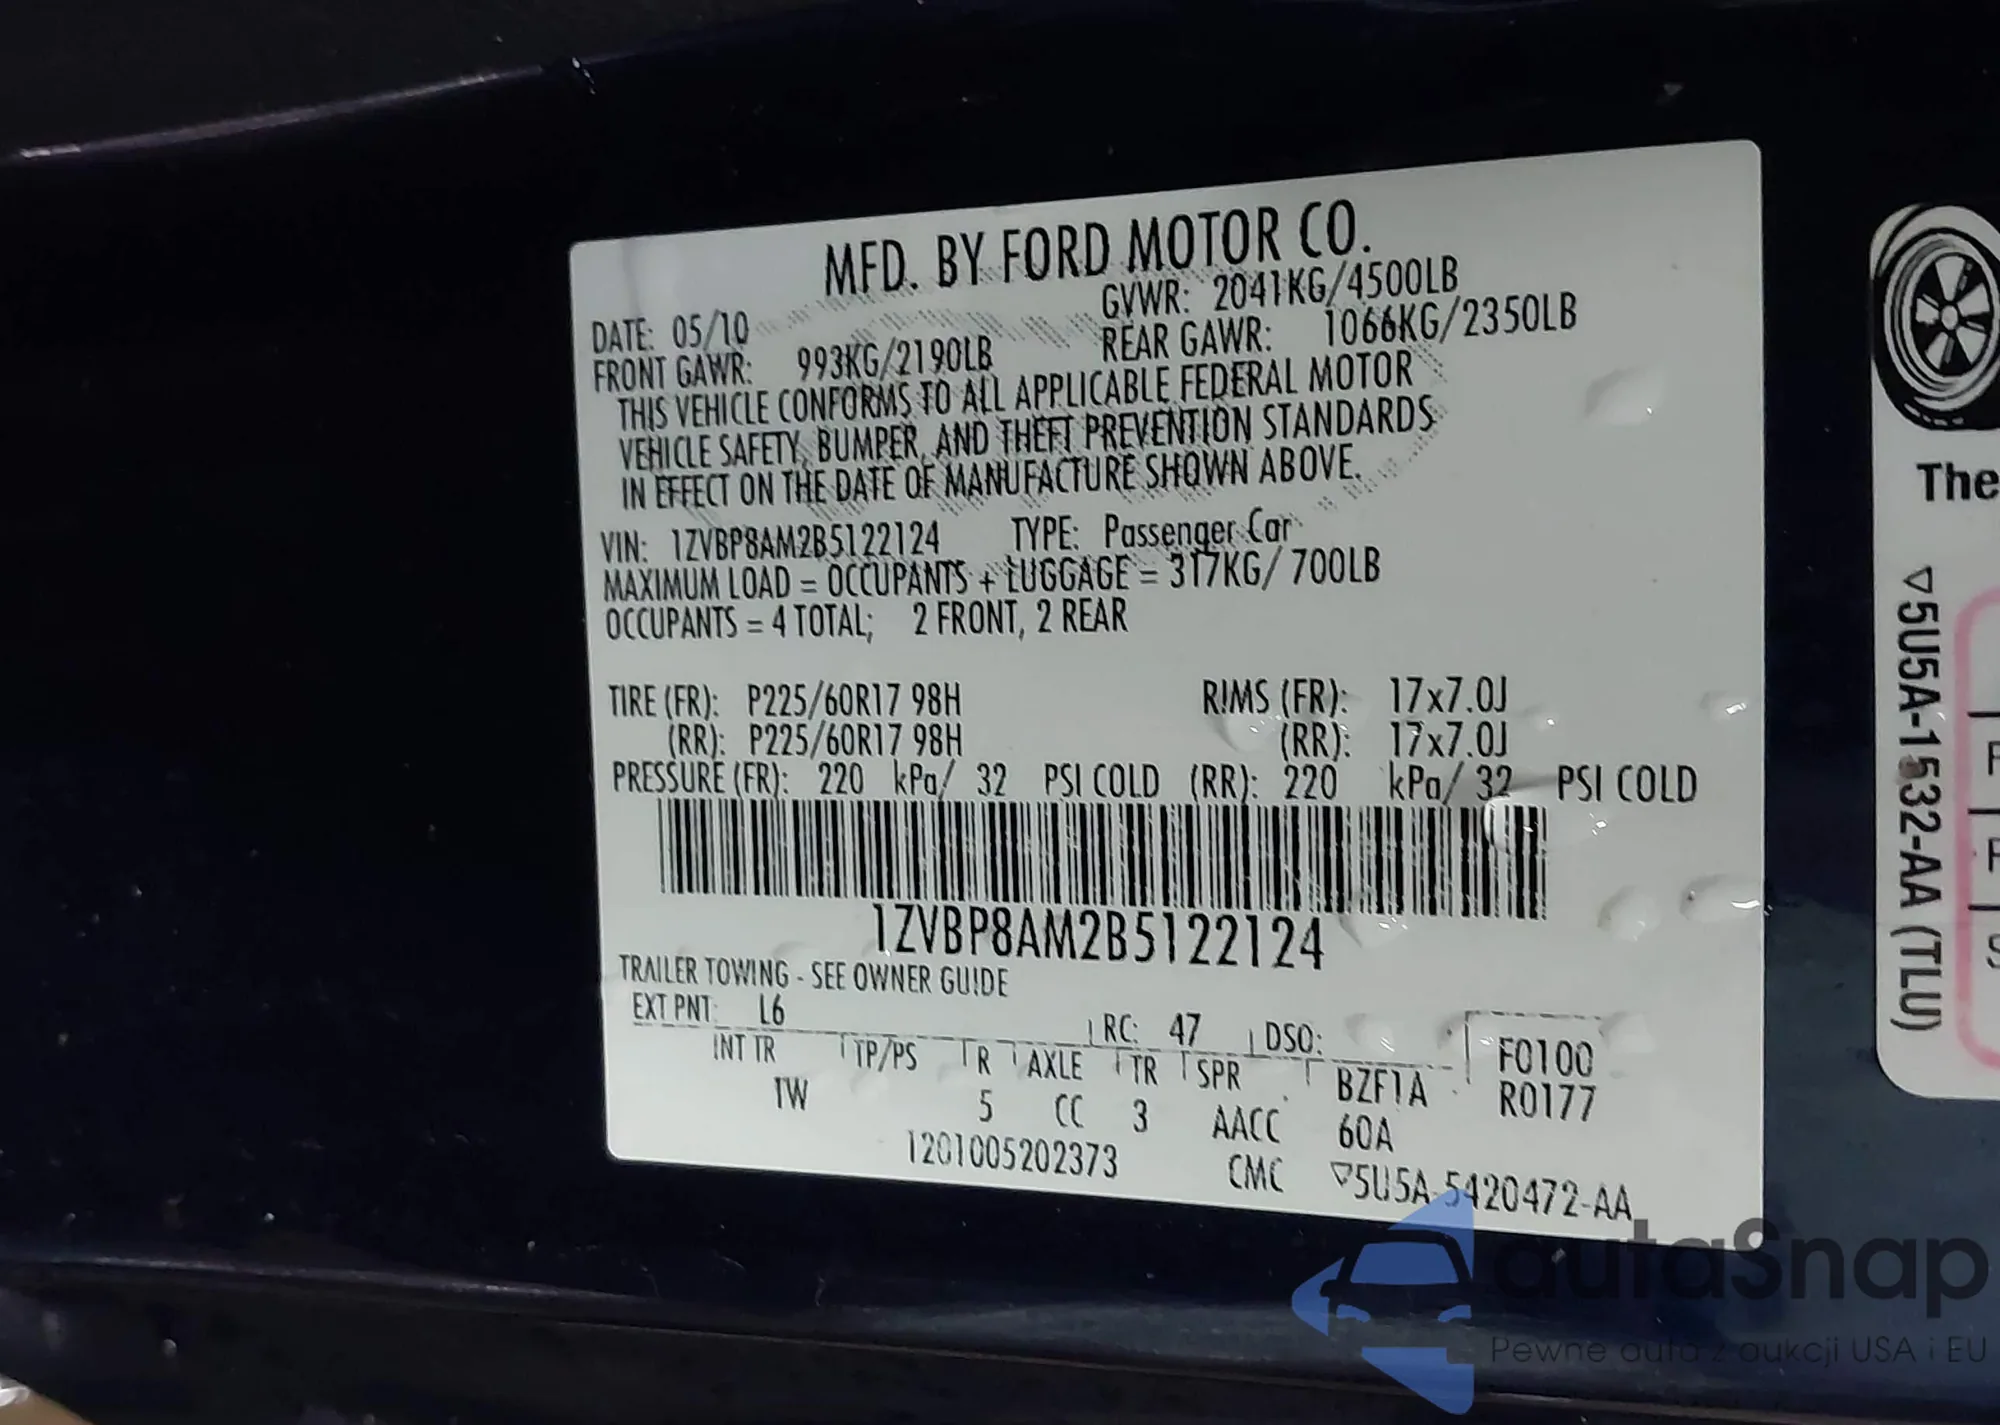 MFD. BY FORD MOTOR CO.
DATE: 05/10 GVWR: 2041KG/4500LB
FRONT GAWR: 993KG/2190LB REAR GAWR: 1066KG/2350LB
THIS VEHICLE CONFORMS TO ALL APPLICABLE FEDERAL MOTOR
VEHICLE SAFETY, BUMPER, AND THEFT PREVENTION STANDARDS
IN EFFECT ON THE DATE OF MANUFACTURE SHOWN ABOVE.
VIN: 1ZVBP8AM2B5122124 TYPE: Passenger Car
MAXIMUM LOAD = OCCUPANTS + LUGGAGE = 317KG/ 700LB
OCCUPANTS = 4 TOTAL; 2 FRONT, 2 REAR
TIRE (FR): P225/60R17 98H RIMS (FR): 17x7.0J
(RR): P225/60R17 98H (RR): 17x7.0J
PRESSURE (FR): 220 kPa/ 32 PSI COLD (RR): 220 kPa/ 32 PSI COLD
1ZVBP8AM2B5122124
TRAILER TOWING - SEE OWNER GUIDE
EXT PNT: L6 RC: 47 DSO: F0100
INT TR TP/PS R AXLE TR SPR BZF1A R0177
TW 5 CC 3 AACC 60A
1201005202373 CMC ▽5U5A-5420472-AA
The
▽5U5A-1532-AA (TLU)
F
F
S
autaSnap
Pewne auta z aukcji USA i EU